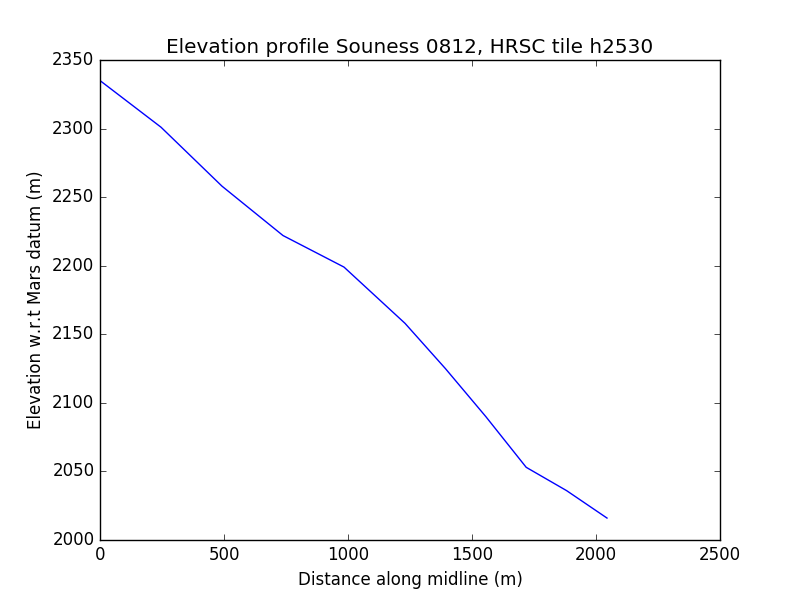 Elevation profile Souness 0812, HRSC tile h2530
2350
2300
2250
2200
2150
2100
2050
2000
Elevation w.r.t Mars datum (m)
0 500 1000 1500 2000 2500
Distance along midline (m)